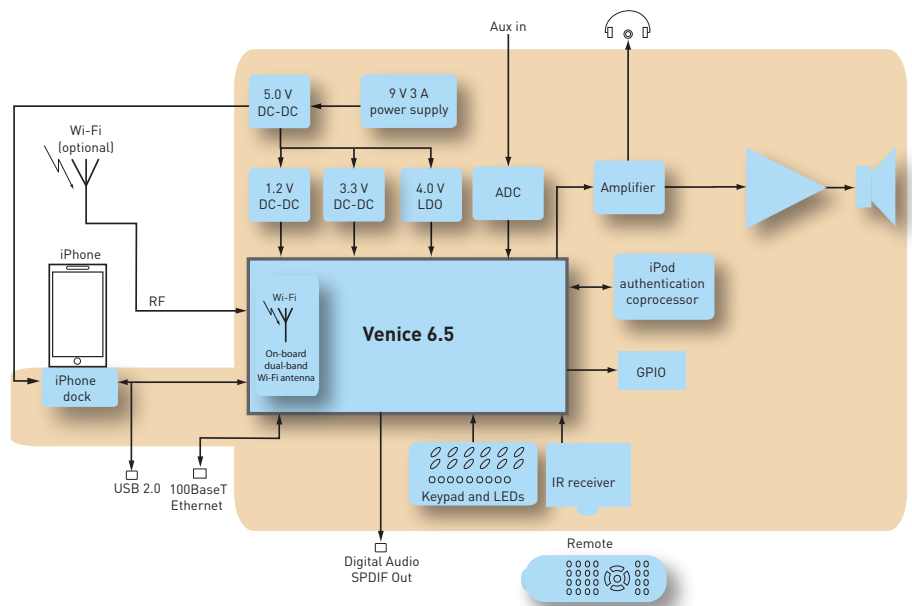 Aux in
5.0 V
DC-DC
9 V 3 A
power supply
Wi-Fi
(optional)
1.2 V
DC-DC
3.3 V
DC-DC
4.0 V
LDO
ADC
Amplifier
iPhone
RF
Wi-Fi
On-board
dual-band
Wi-Fi antenna
Venice 6.5
iPod
authentication
coprocessor
GPIO
iPhone
dock
USB 2.0
100BaseT
Ethernet
Keypad and LEDs
IR receiver
Digital Audio
SPDIF Out
Remote